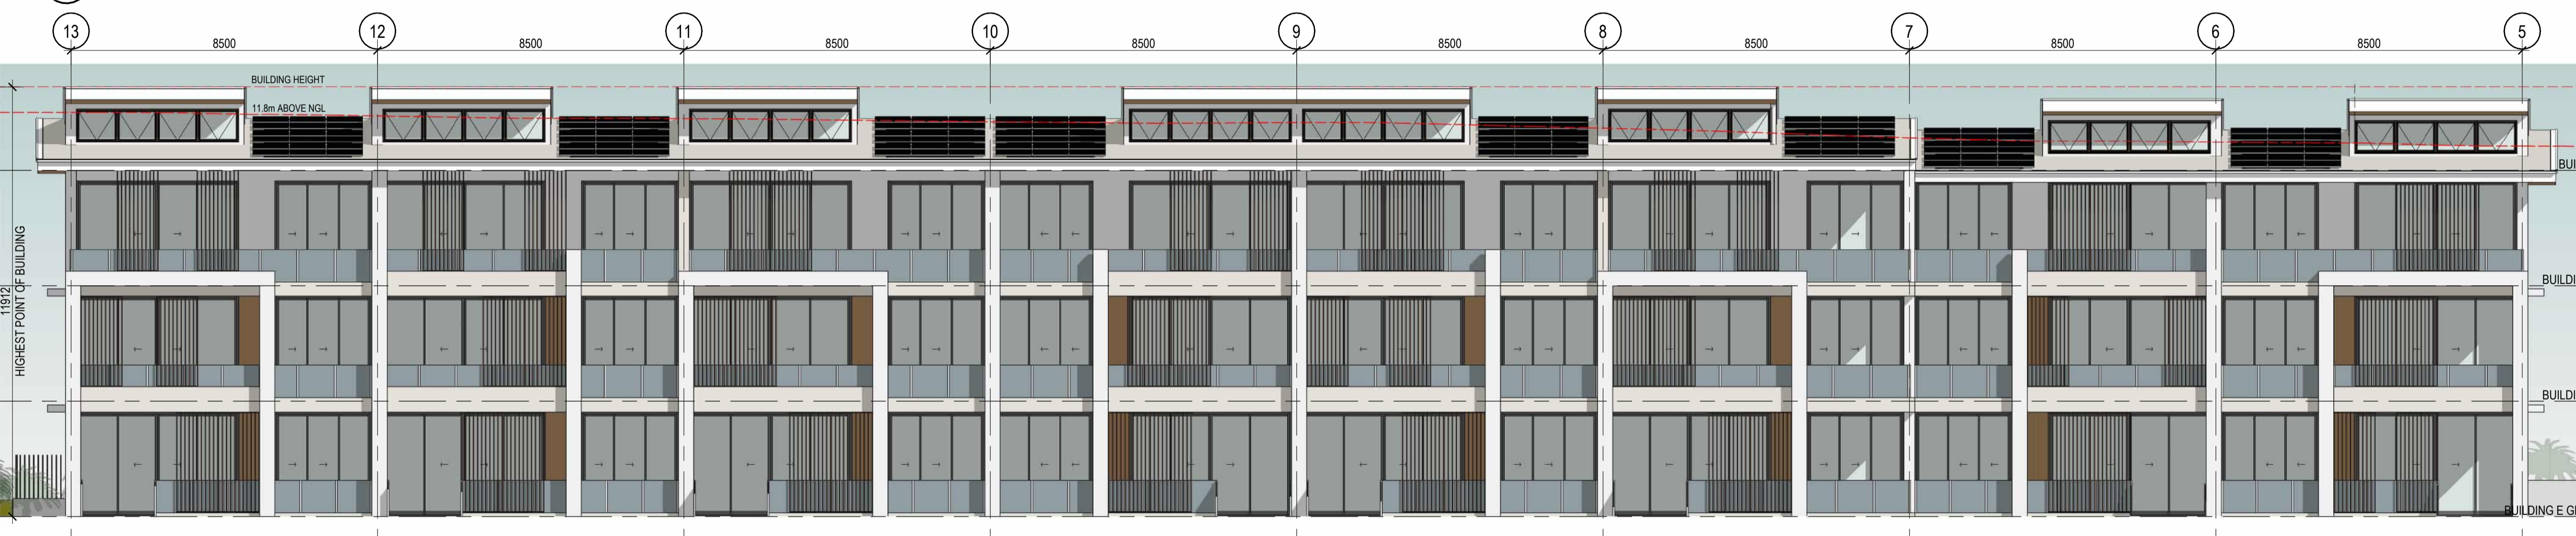 13 12 11 10 9 8 7 6 5
8500 8500 8500 8500 8500 8500 8500 8500
BUILDING HEIGHT
11.8m ABOVE NGL
11912
HIGHEST POINT OF BUILDING
BUI
BUILDI
BUILDI
BUILDING E G